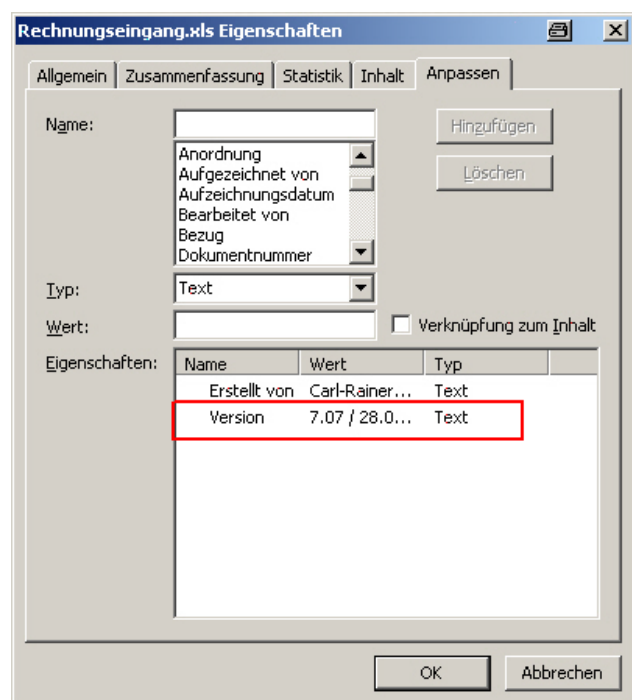 Rechnungseingang.xls Eigenschaften
Allgemein Zusammenfassung Statistik Inhalt Anpassen
Name:
Hinzufügen
Löschen
Anordnung
Aufgezeichnet von
Aufzeichnungsdatum
Bearbeitet von
Bezug
Dokumentnummer
Typ: Text
Wert: Verknüpfung zum Inhalt
Eigenschaften: Name Wert Typ
Erstellt von Carl-Rainer... Text
Version 7.07 / 28.0... Text
OK Abbrechen